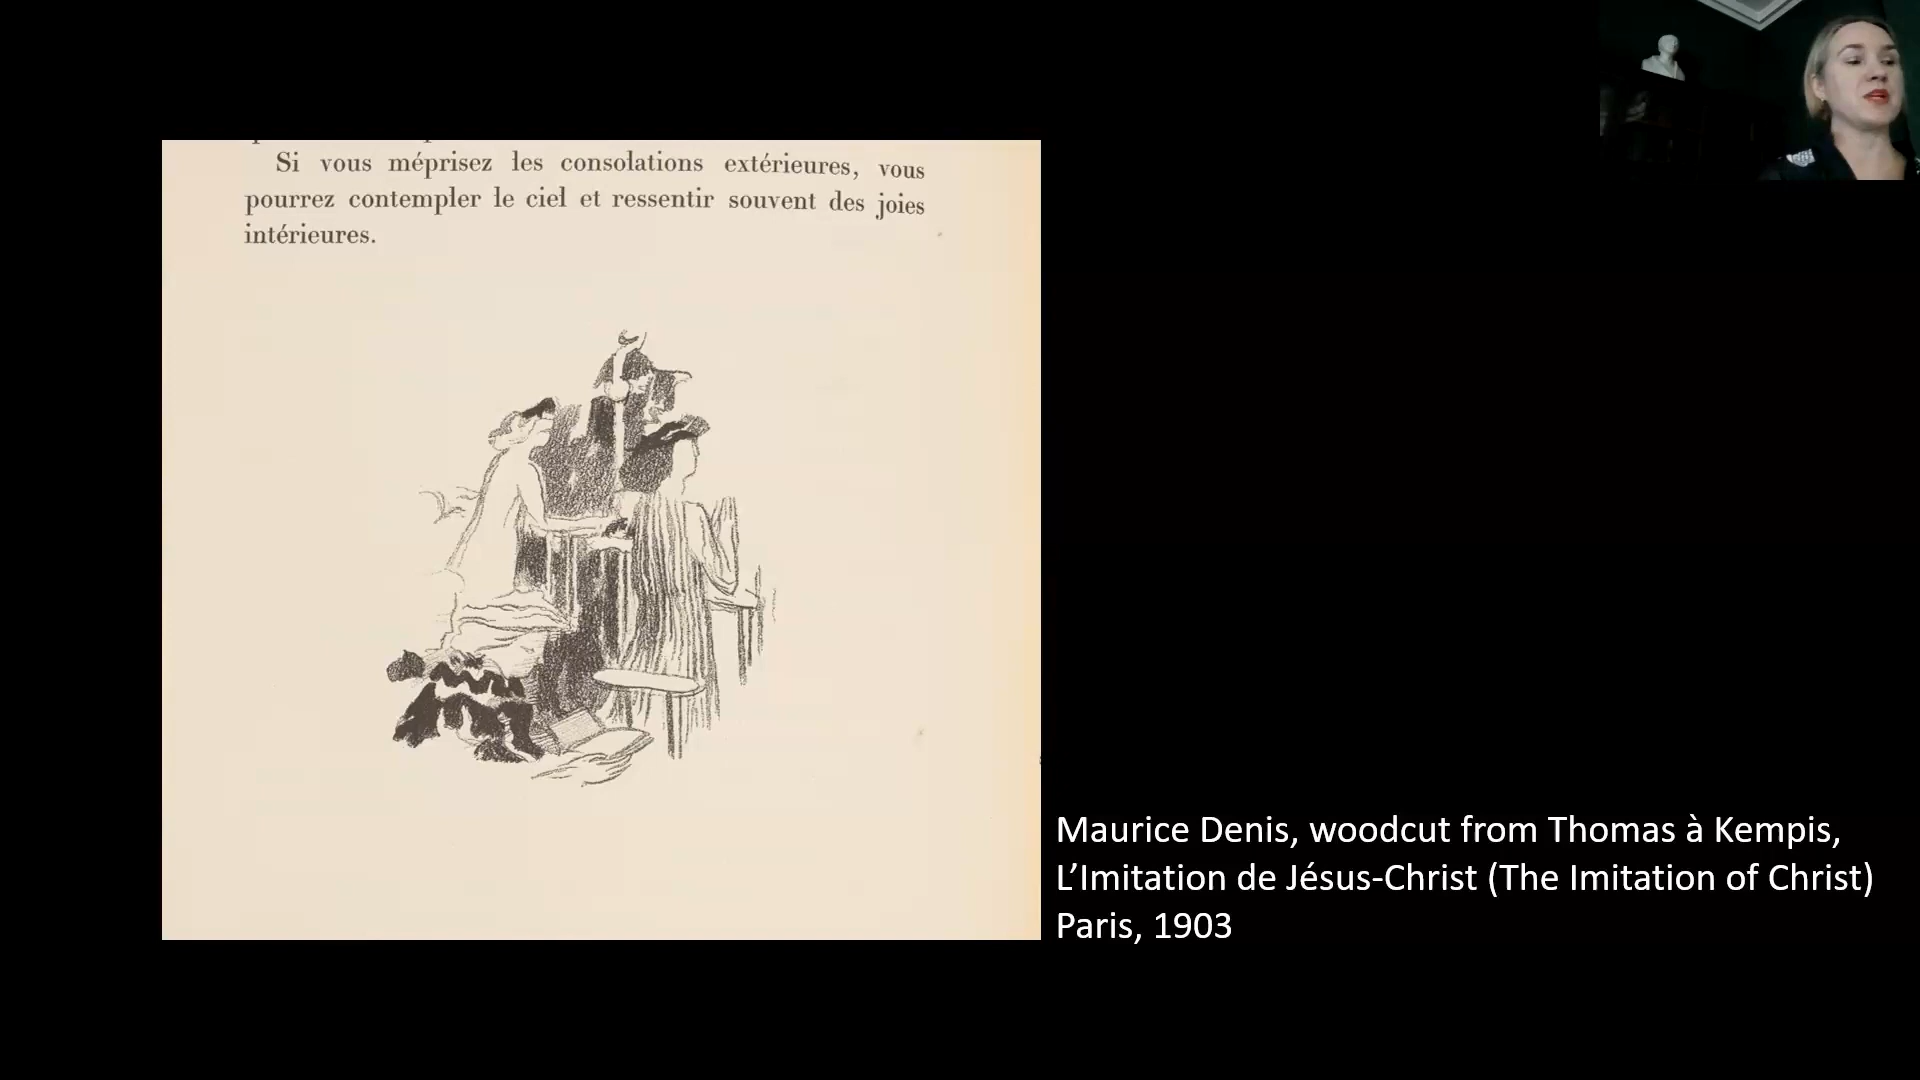 Si vous méprisez les consolations extérieures, vous
pourrez contempler le ciel et ressentir souvent des joies
intérieures.
Maurice Denis, woodcut from Thomas à Kempis,
L’Imitation de Jésus-Christ (The Imitation of Christ)
Paris, 1903